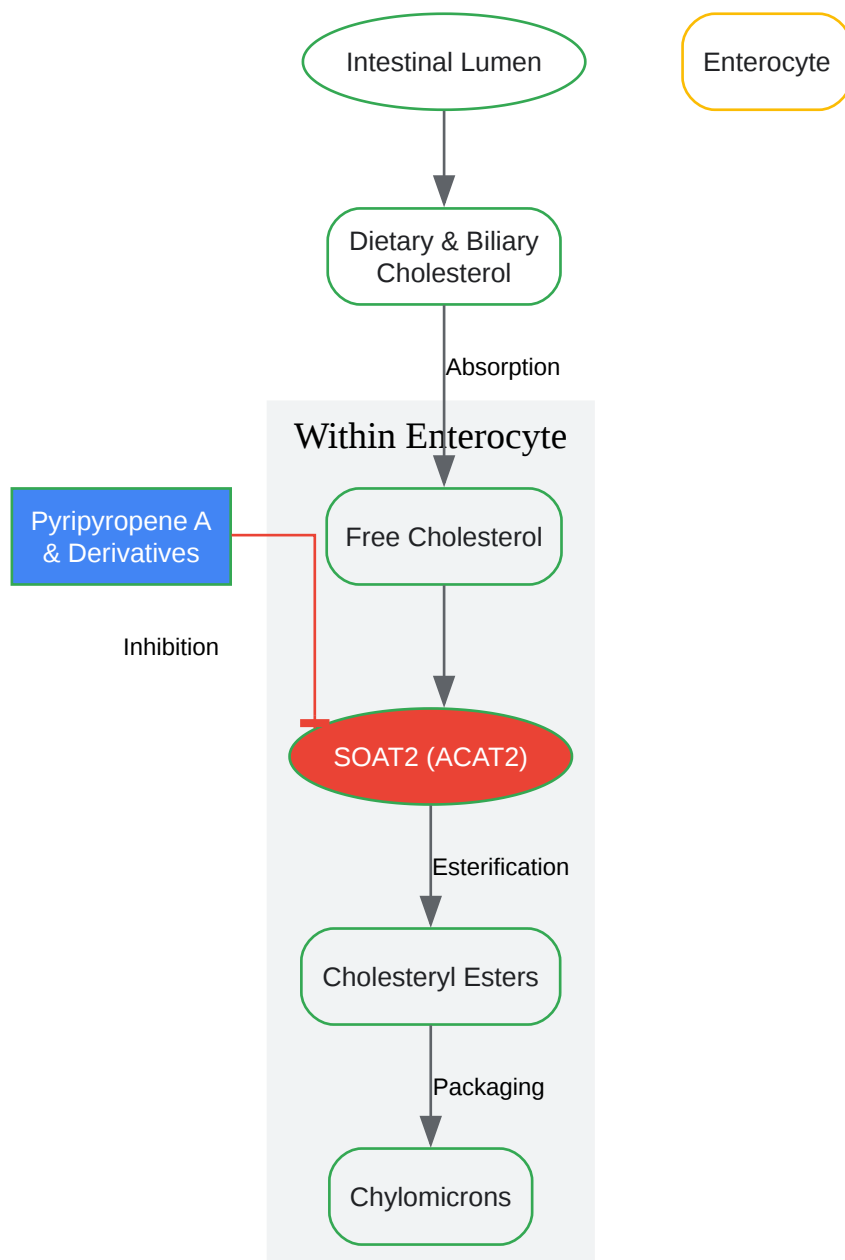 Intestinal Lumen
Enterocyte
Dietary & Biliary
Cholesterol
Absorption
Within Enterocyte
Pyripyropene A
& Derivatives
Free Cholesterol
Inhibition
SOAT2 (ACAT2)
Esterification
Cholesteryl Esters
Packaging
Chylomicrons